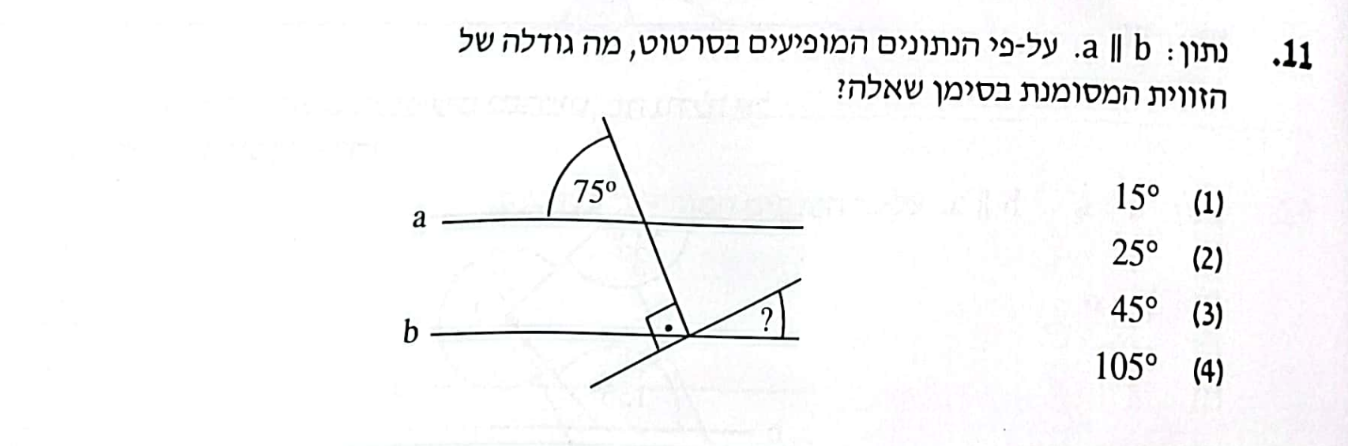 11. נתון: a || b. על-פי הנתונים המופיעים בסרטוט, מה גודלה של
הזווית המסומנת בסימן שאלה?
(1) 15°
(2) 25°
(3) 45°
(4) 105°
75°
a
b
?